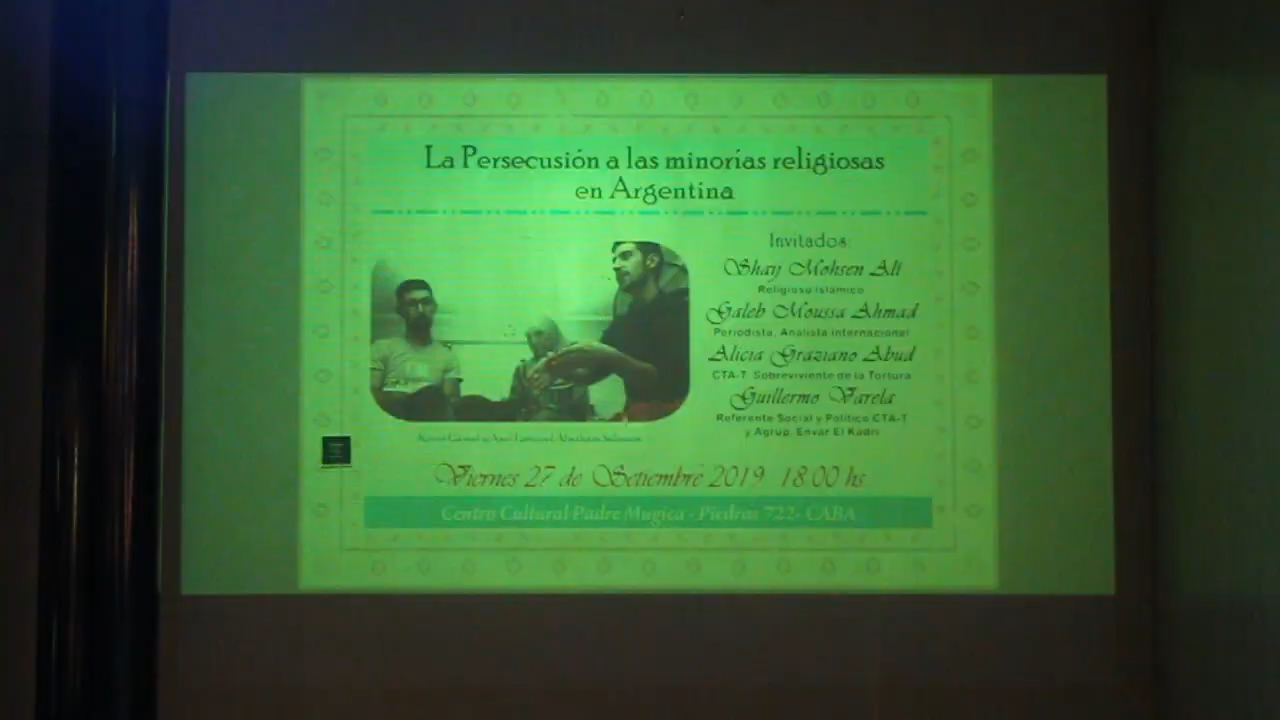 La Persecusión a las minorías religiosas
en Argentina
Invitados:
Shay Mohsen Ali
Religioso Islámico
Galeb Moussa Ahmad
Periodista, Analista internacional
Alicia Graziano Abud
CTA-T Sobreviviente de la Tortura
Guillermo Varela
Referente Social y Político CTA-T
y Agrup. Envar El Kadri
Viernes 27 de Setiembre 2019 18:00 hs
Centro Cultural Padre Mugica - Piedras 722- CABA